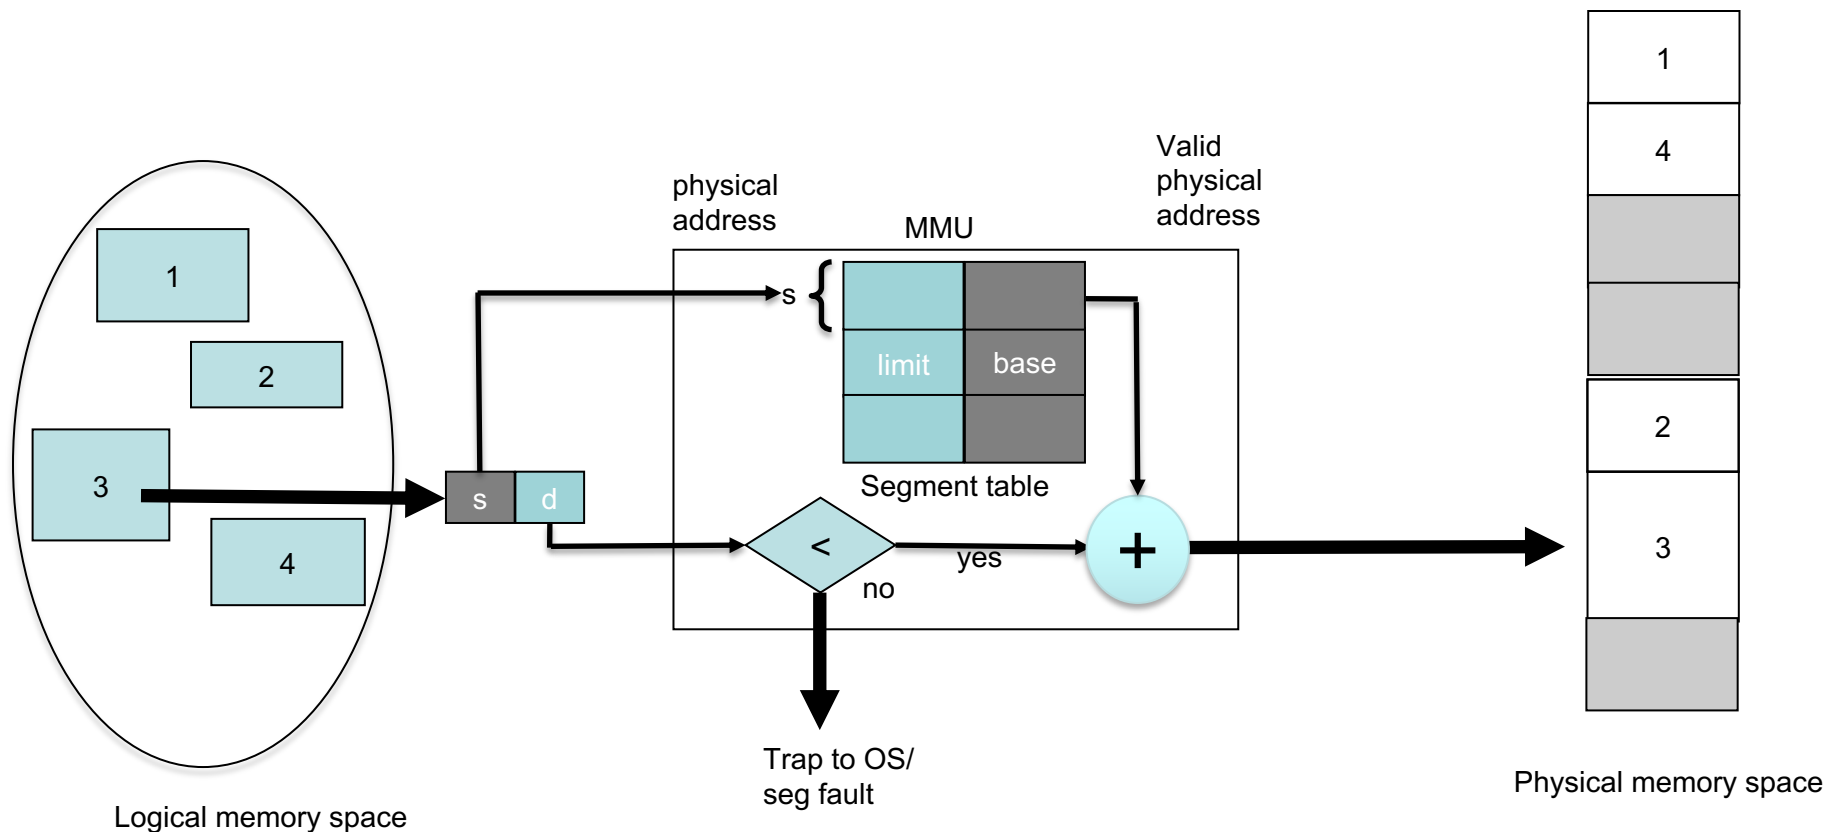 1
2
3
4
Logical memory space
s
d
physical
address
MMU
Valid
physical
address
s {
limit
base
Segment table
<
yes
no
+
Trap to OS/
seg fault
1
4
2
3
Physical memory space